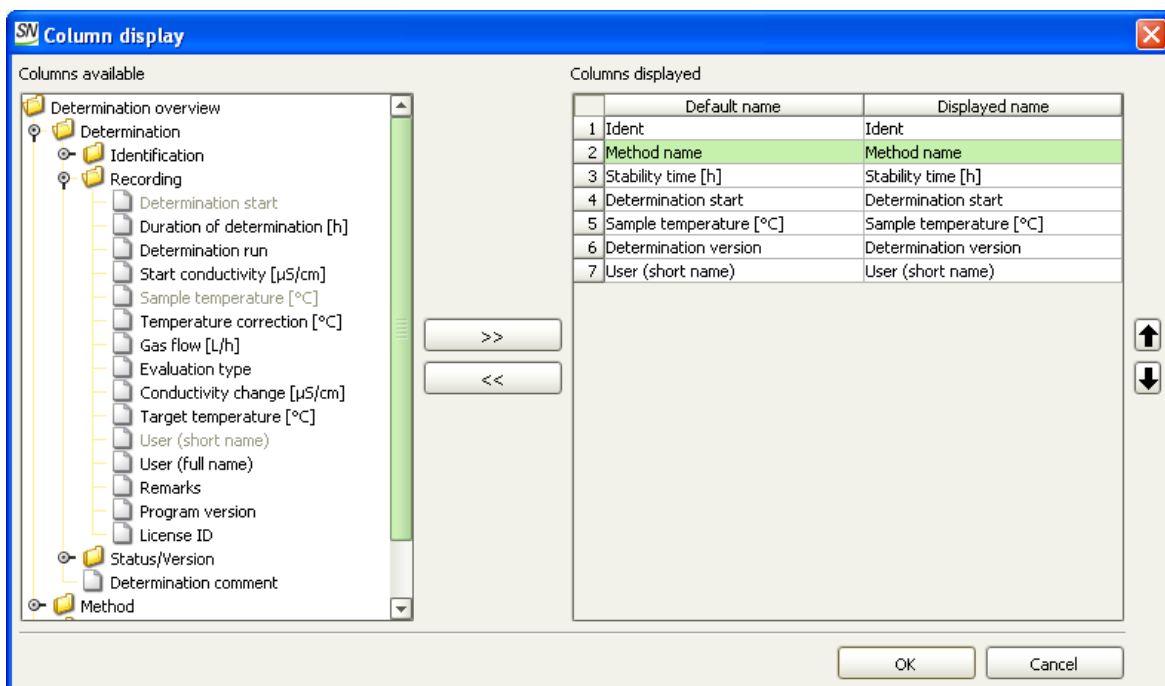 SN Column display
Columns available
Determination overview
Determination
Identification
Recording
Determination start
Duration of determination [h]
Determination run
Start conductivity [µS/cm]
Sample temperature [°C]
Temperature correction [°C]
Gas flow [L/h]
Evaluation type
Conductivity change [µS/cm]
Target temperature [°C]
User (short name)
User (full name)
Remarks
Program version
License ID
Status/Version
Determination comment
Method
>>
<<
Columns displayed
Default name Displayed name
1 Ident Ident
2 Method name Method name
3 Stability time [h] Stability time [h]
4 Determination start Determination start
5 Sample temperature [°C] Sample temperature [°C]
6 Determination version Determination version
7 User (short name) User (short name)
OK Cancel